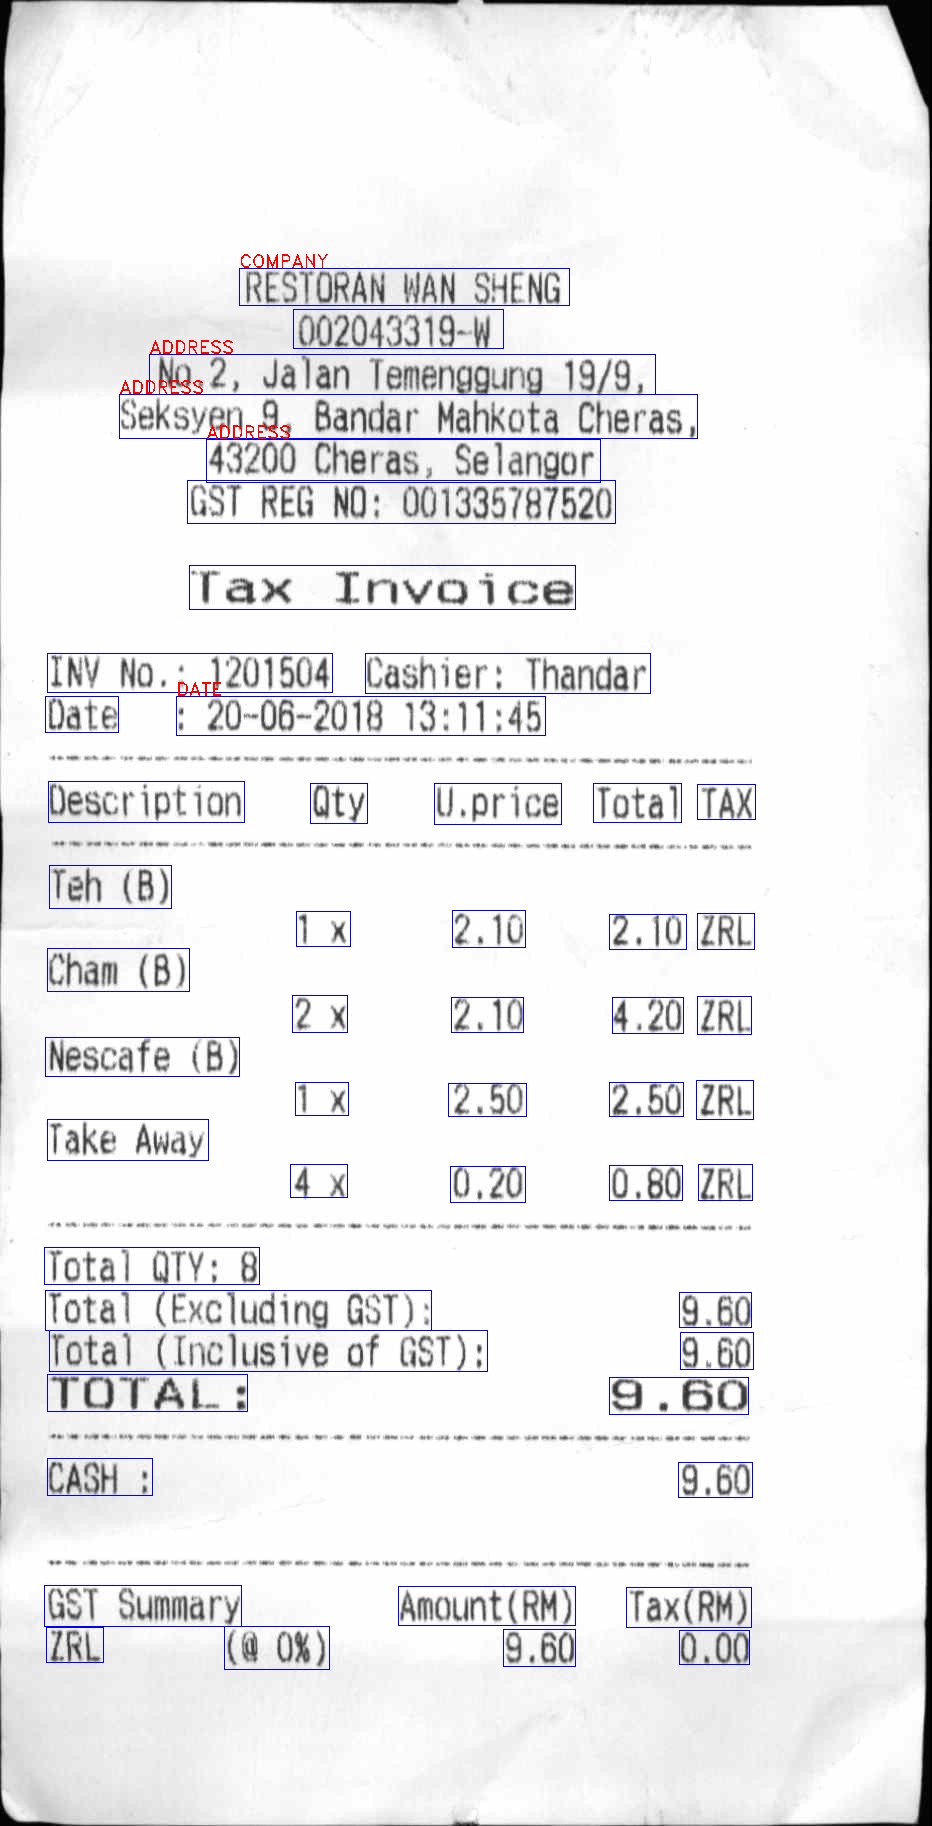 COMPANY
RESTORAN WAN SHENG
002043319-W
ADDRESS
No.2, Jalan Temenggung 19/9,
ADDRESS
Seksyen 9, Bandar Mahkota Cheras,
ADDRESS
43200 Cheras, Selangor
GST REG NO: 001335787520
Tax Invoice
INV No.: 1201504 Cashier: Thandar
DATE
Date : 20-06-2018 13:11:45
Description Qty U.price Total TAX
Teh (B)
1 x 2.10 2.10 ZRL
Cham (B)
2 x 2.10 4.20 ZRL
Nescafe (B)
1 x 2.50 2.50 ZRL
Take Away
4 x 0.20 0.80 ZRL
Total QTY: 8
Total (Excluding GST): 9.60
Total (Inclusive of GST): 9.60
TOTAL: 9.60
CASH : 9.60
GST Summary Amount(RM) Tax(RM)
ZRL (@ 0%) 9.60 0.00